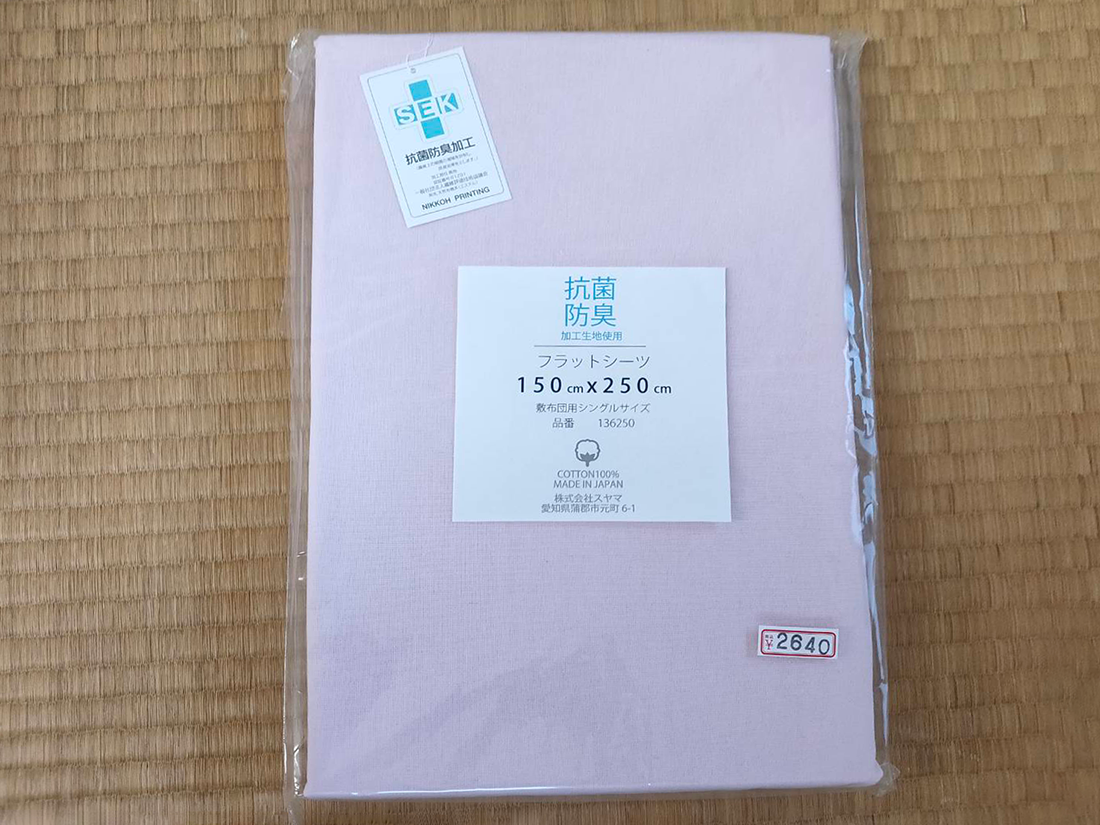 SEK
抗菌防臭加工
NIKKOH PRINTING
抗菌
防臭
加工生地使用
フラットシーツ
150cm x 250cm
敷布団用シングルサイズ
品番 136250
COTTON100%
MADE IN JAPAN
株式会社スヤマ
愛知県蒲郡市元町 6-1
¥2640